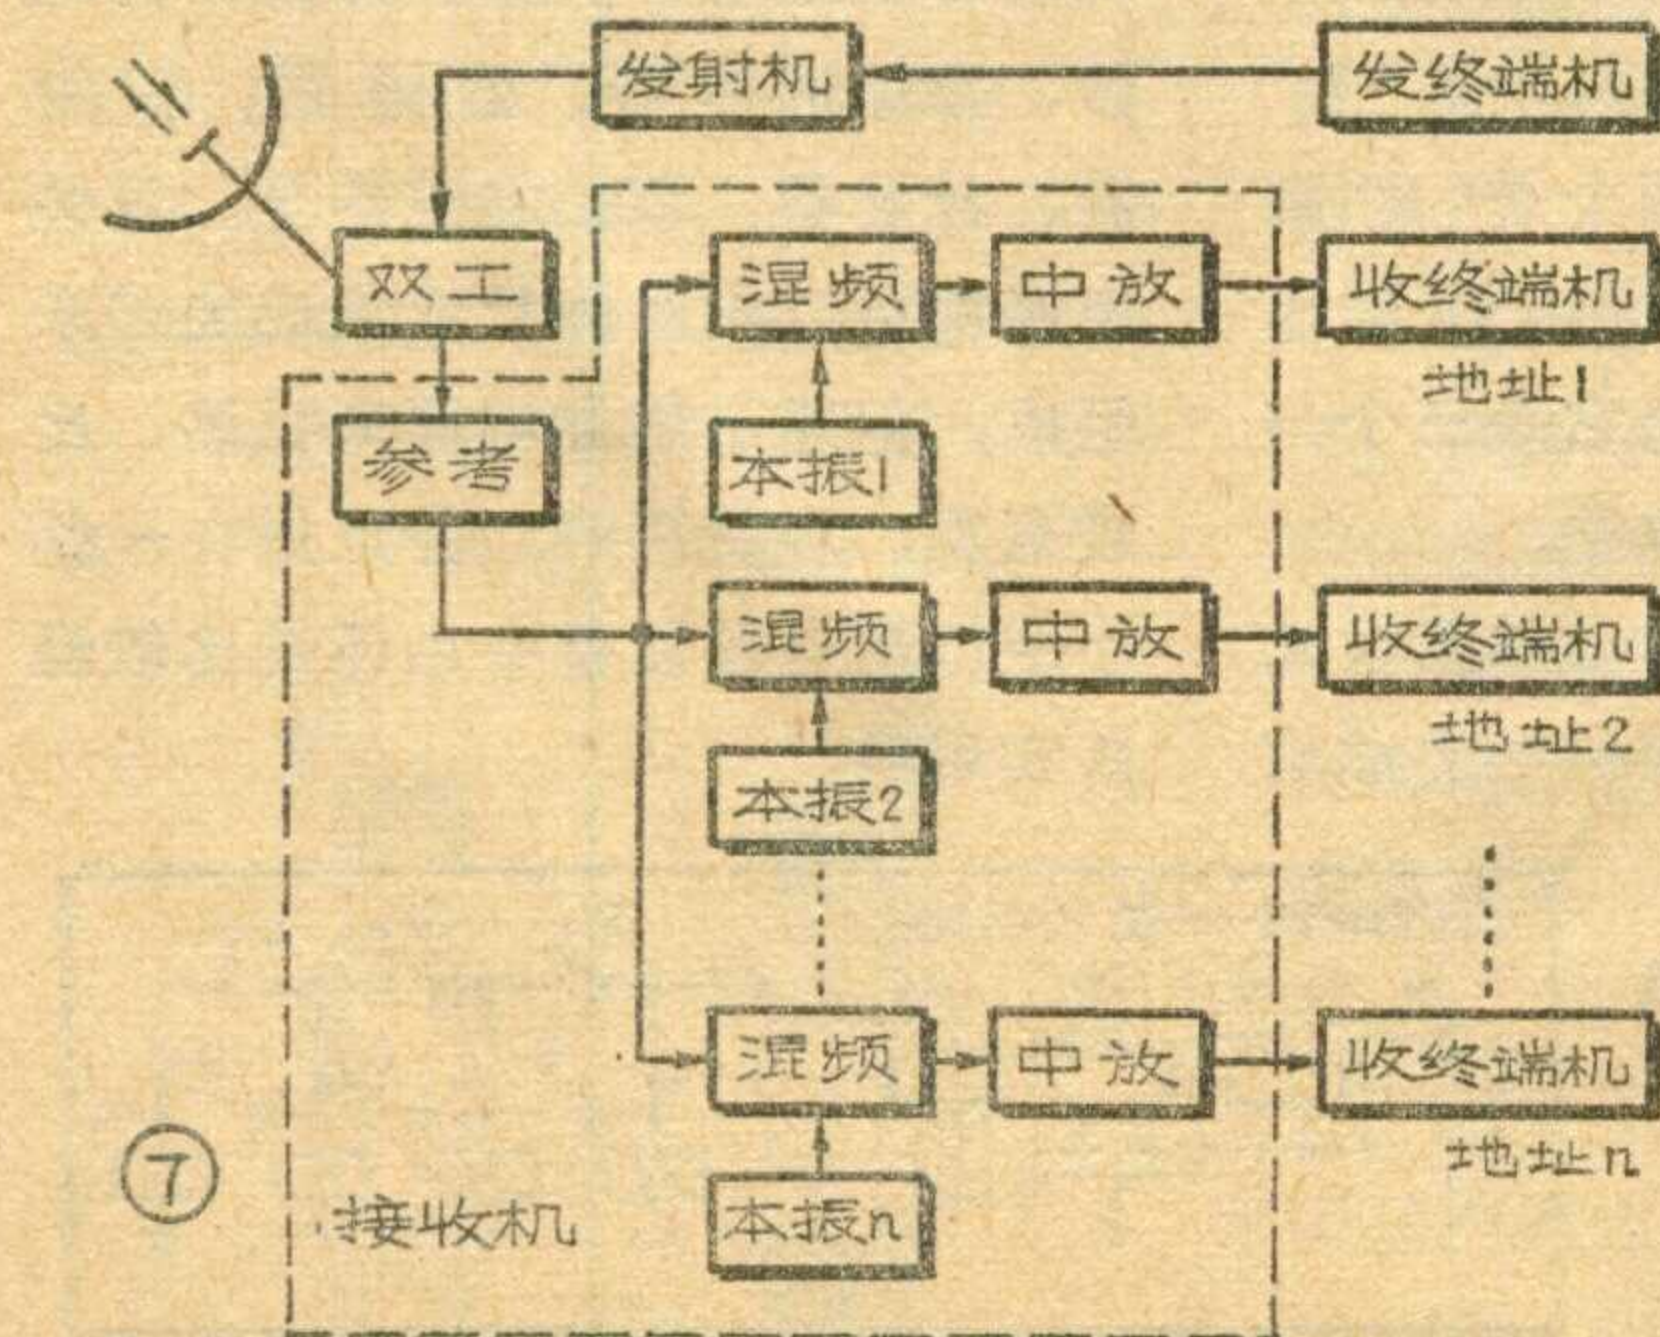 发射机
发终端机
双工
混频
中放
收终端机
地址1
参考
本振1
混频
中放
收终端机
地址2
本振2
混频
中放
收终端机
地址n
⑦
接收机
本振n